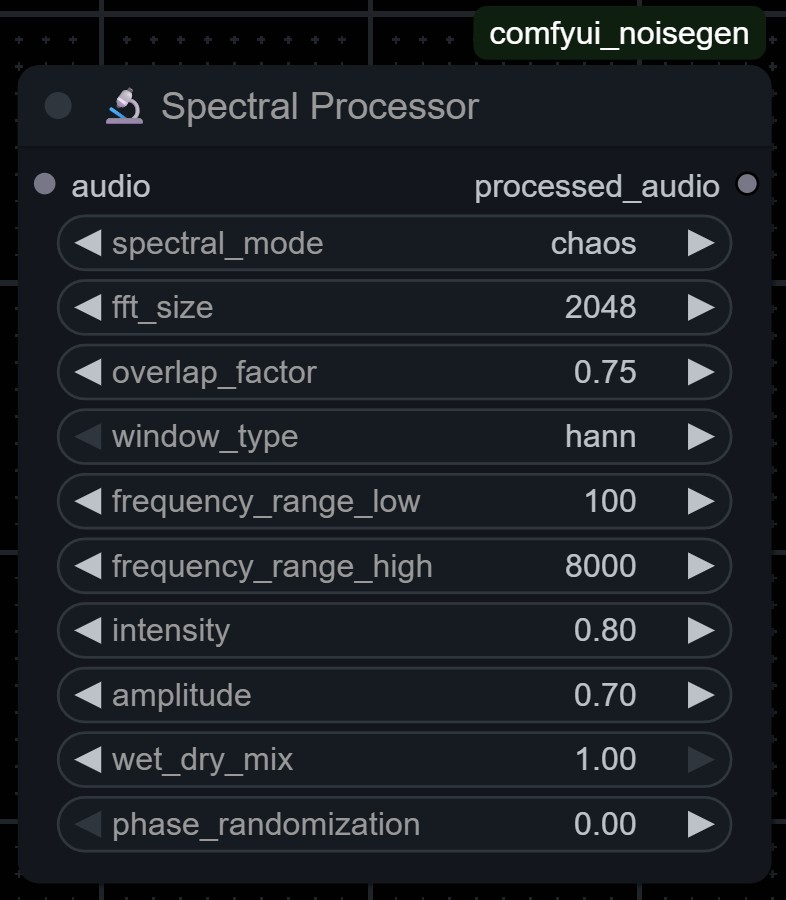 comfyui_noisegen
Spectral Processor
audio processed_audio
spectral_mode chaos
fft_size 2048
overlap_factor 0.75
window_type hann
frequency_range_low 100
frequency_range_high 8000
intensity 0.80
amplitude 0.70
wet_dry_mix 1.00
phase_randomization 0.00